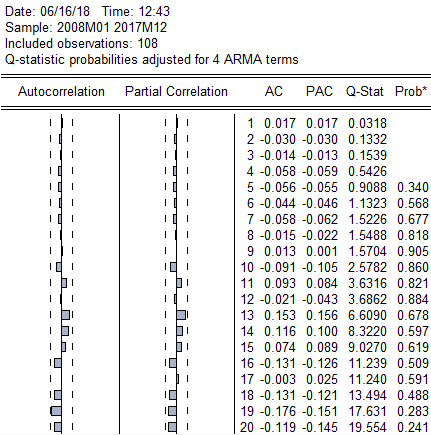 Date: 06/16/18 Time: 12:43
Sample: 2008M01 2017M12
Included observations: 108
Q-statistic probabilities adjusted for 4 ARMA terms
Autocorrelation Partial Correlation AC PAC Q-Stat Prob*
1 0.017 0.017 0.0318
2 -0.030 -0.030 0.1332
3 -0.014 -0.013 0.1539
4 -0.058 -0.059 0.5426
5 -0.056 -0.055 0.9088 0.340
6 -0.044 -0.046 1.1323 0.568
7 -0.058 -0.062 1.5226 0.677
8 -0.015 -0.022 1.5488 0.818
9 0.013 0.001 1.5704 0.905
10 -0.091 -0.105 2.5782 0.860
11 0.093 0.084 3.6316 0.821
12 -0.021 -0.043 3.6862 0.884
13 0.153 0.156 6.6090 0.678
14 0.116 0.100 8.3220 0.597
15 0.074 0.089 9.0270 0.619
16 -0.131 -0.126 11.239 0.509
17 -0.003 0.025 11.240 0.591
18 -0.131 -0.121 13.494 0.488
19 -0.176 -0.151 17.631 0.283
20 -0.119 -0.145 19.554 0.241